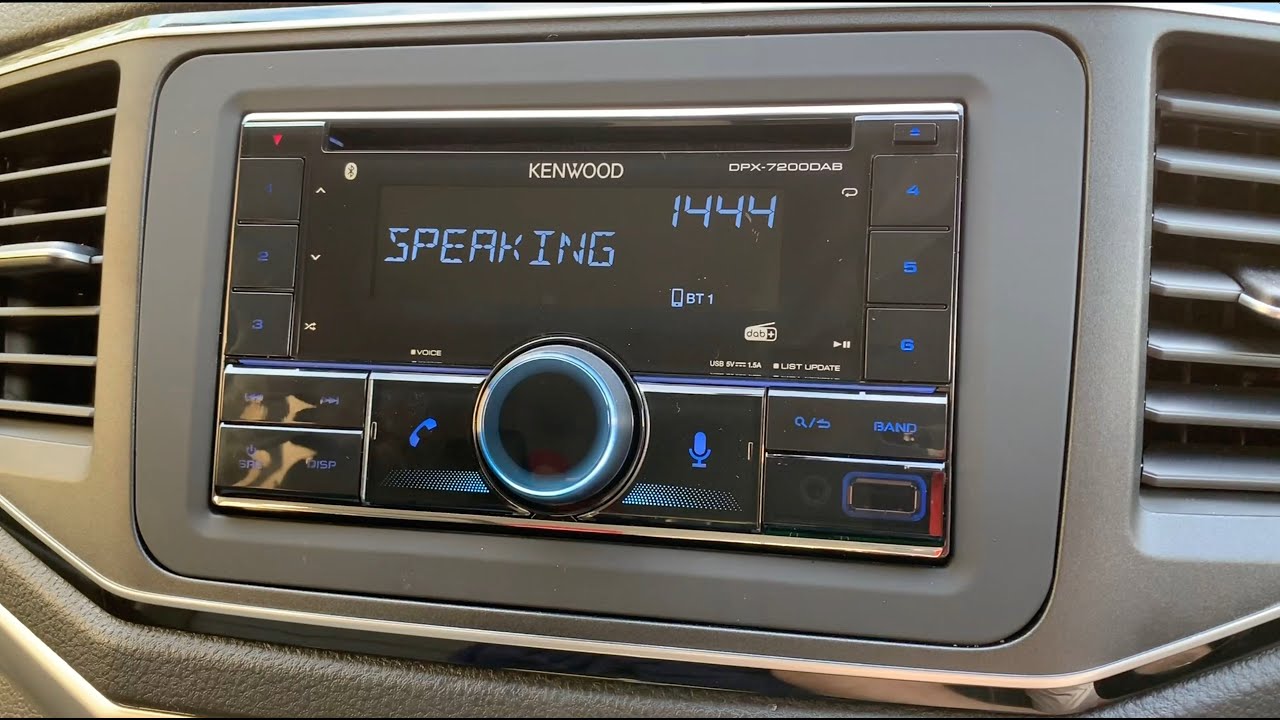 KENWOOD
DPX-7200DAB
1444
SPEAKING
BT 1
dab+
VOICE
USB 5V 1.5A
LIST UPDATE
1
2
3
4
5
6
SRC
DISP
BAND